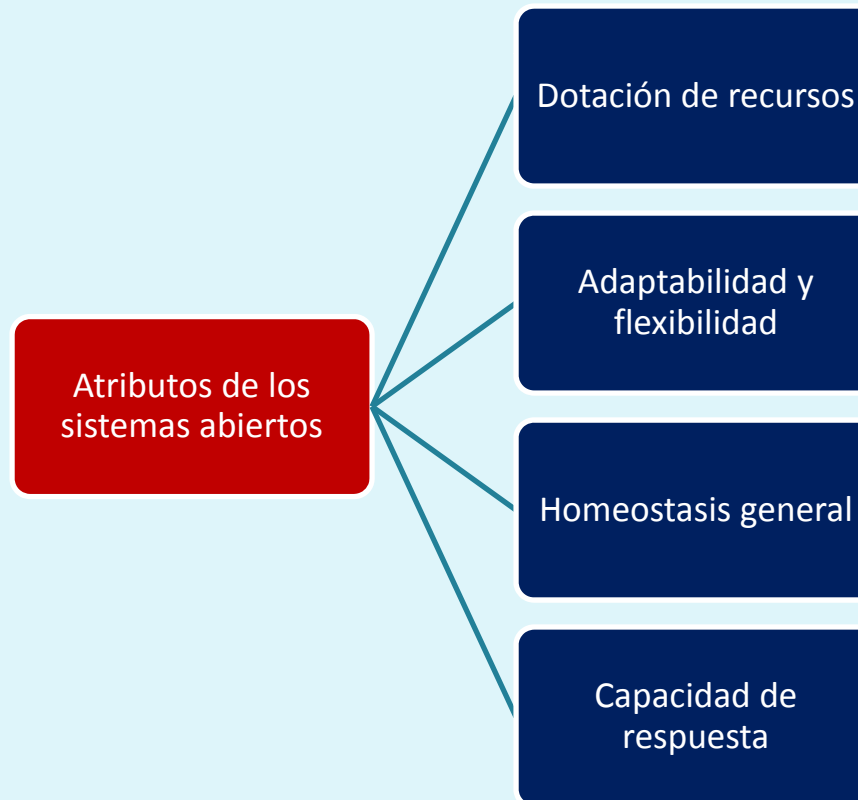 Dotación de recursos
Adaptabilidad y
flexibilidad
Atributos de los
sistemas abiertos
Homeostasis general
Capacidad de
respuesta